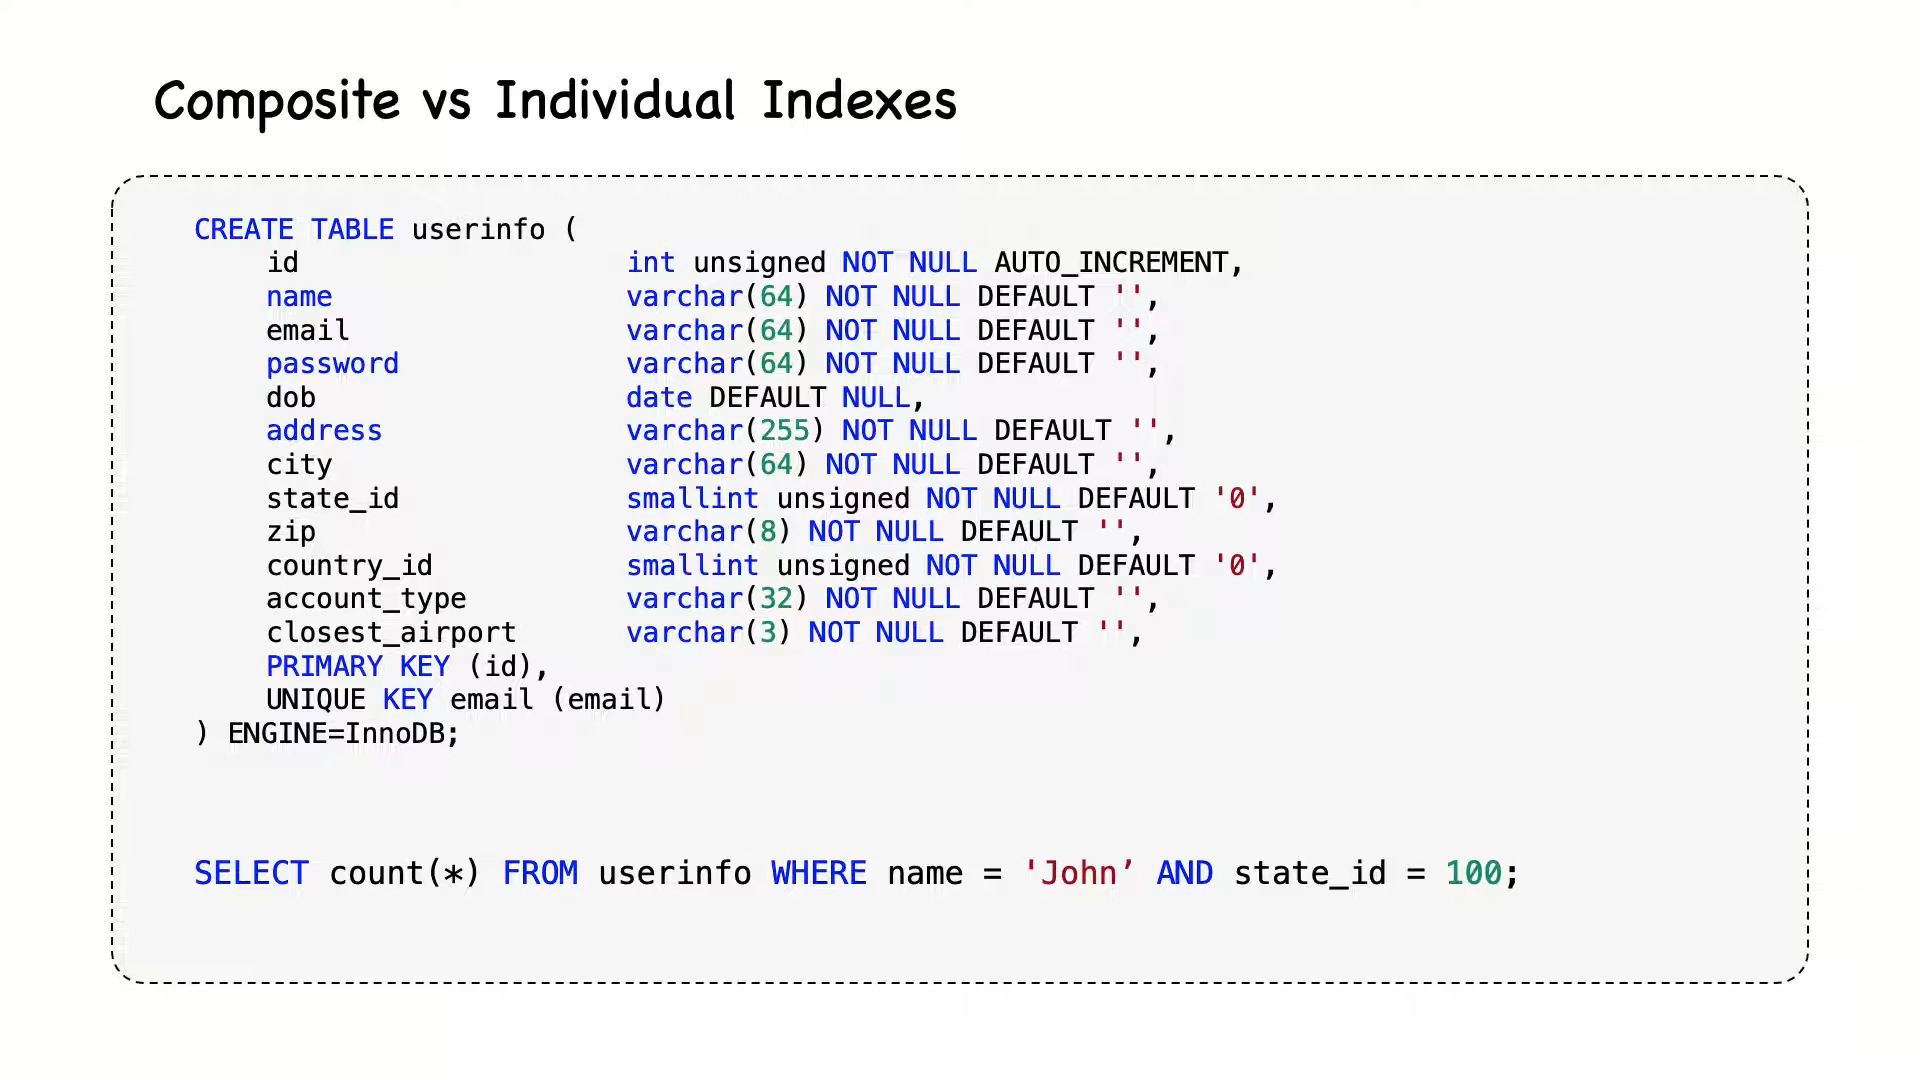 Composite vs Individual Indexes
CREATE TABLE userinfo (
id int unsigned NOT NULL AUTO_INCREMENT,
name varchar(64) NOT NULL DEFAULT '',
email varchar(64) NOT NULL DEFAULT '',
password varchar(64) NOT NULL DEFAULT '',
dob date DEFAULT NULL,
address varchar(255) NOT NULL DEFAULT '',
city varchar(64) NOT NULL DEFAULT '',
state_id smallint unsigned NOT NULL DEFAULT '0',
zip varchar(8) NOT NULL DEFAULT '',
country_id smallint unsigned NOT NULL DEFAULT '0',
account_type varchar(32) NOT NULL DEFAULT '',
closest_airport varchar(3) NOT NULL DEFAULT '',
PRIMARY KEY (id),
UNIQUE KEY email (email)
) ENGINE=InnoDB;
SELECT count(*) FROM userinfo WHERE name = 'John’ AND state_id = 100;